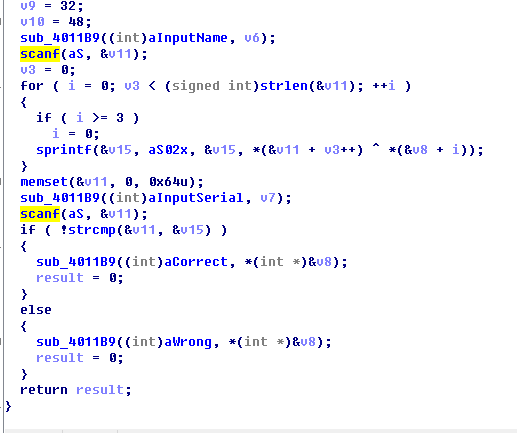 v9 = 32;
v10 = 48;
sub_4011B9((int)aInputName, v6);
scanf(aS, &v11);
v3 = 0;
for ( i = 0; v3 < (signed int)strlen(&v11); ++i )
{
if ( i >= 3 )
i = 0;
sprintf(&v15, aS02x, &v15, *(&v11 + v3++) ^ *(&v8 + i));
}
memset(&v11, 0, 0x64u);
sub_4011B9((int)aInputSerial, v7);
scanf(aS, &v11);
if ( !strcmp(&v11, &v15) )
{
sub_4011B9((int)aCorrect, *(int *)&v8);
result = 0;
}
else
{
sub_4011B9((int)aWrong, *(int *)&v8);
result = 0;
}
return result;
}